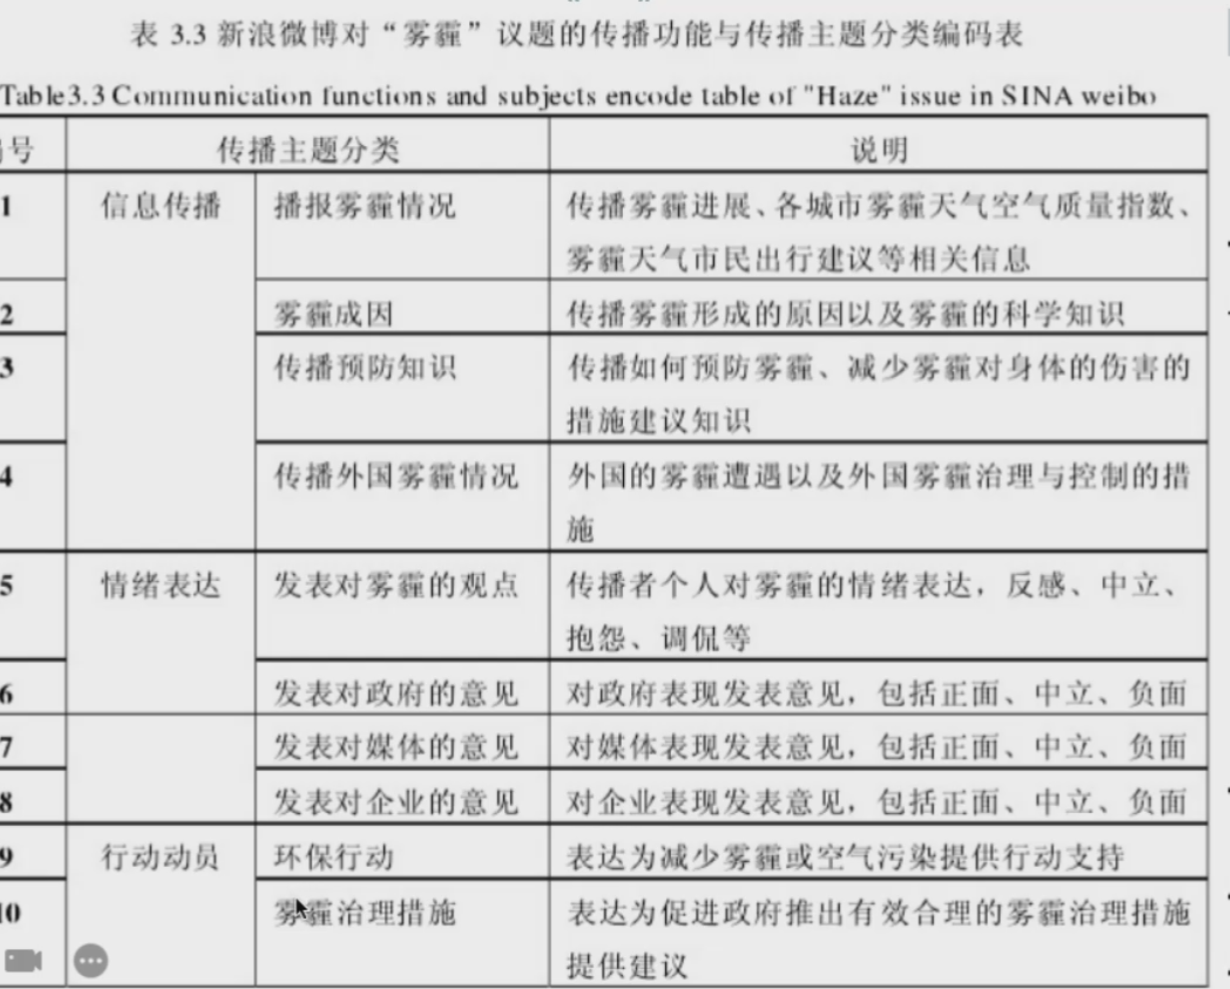 表 3.3 新浪微博对“雾霾”议题的传播功能与传播主题分类编码表
Table3.3 Communication functions and subjects encode table of "Haze" issue in SINA weibo
号 传播主题分类 说明
1 信息传播 播报雾霾情况 传播雾霾进展、各城市雾霾天气空气质量指数、
雾霾天气市民出行建议等相关信息
2 雾霾成因 传播雾霾形成的原因以及雾霾的科学知识
3 传播预防知识 传播如何预防雾霾、减少雾霾对身体的伤害的
措施建议知识
4 传播外国雾霾情况 外国的雾霾遭遇以及外国雾霾治理与控制的措
施
5 情绪表达 发表对雾霾的观点 传播者个人对雾霾的情绪表达，反感、中立、
抱怨、调侃等
6 发表对政府的意见 对政府表现发表意见，包括正面、中立、负面
7 发表对媒体的意见 对媒体表现发表意见，包括正面、中立、负面
8 发表对企业的意见 对企业表现发表意见，包括正面、中立、负面
9 行动动员 环保行动 表达为减少雾霾或空气污染提供行动支持
10 雾霾治理措施 表达为促进政府推出有效合理的雾霾治理措施
提供建议